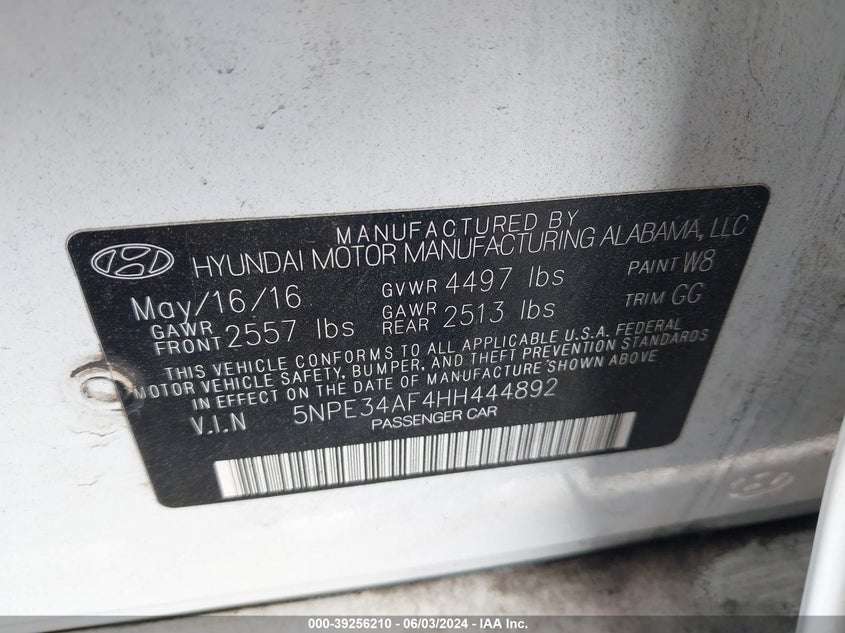 MANUFACTURED BY
HYUNDAI MOTOR MANUFACTURING ALABAMA, LLC
May/16/16 GVWR 4497 lbs PAINT W8
GAWR FRONT 2557 lbs GAWR REAR 2513 lbs TRIM GG
THIS VEHICLE CONFORMS TO ALL APPLICABLE U.S.A. FEDERAL
MOTOR VEHICLE SAFETY, BUMPER, AND THEFT PREVENTION STANDARDS
IN EFFECT ON THE DATE OF MANUFACTURE SHOWN ABOVE
V.I.N 5NPE34AF4HH444892
PASSENGER CAR
000-39256210 - 06/03/2024 - IAA Inc.